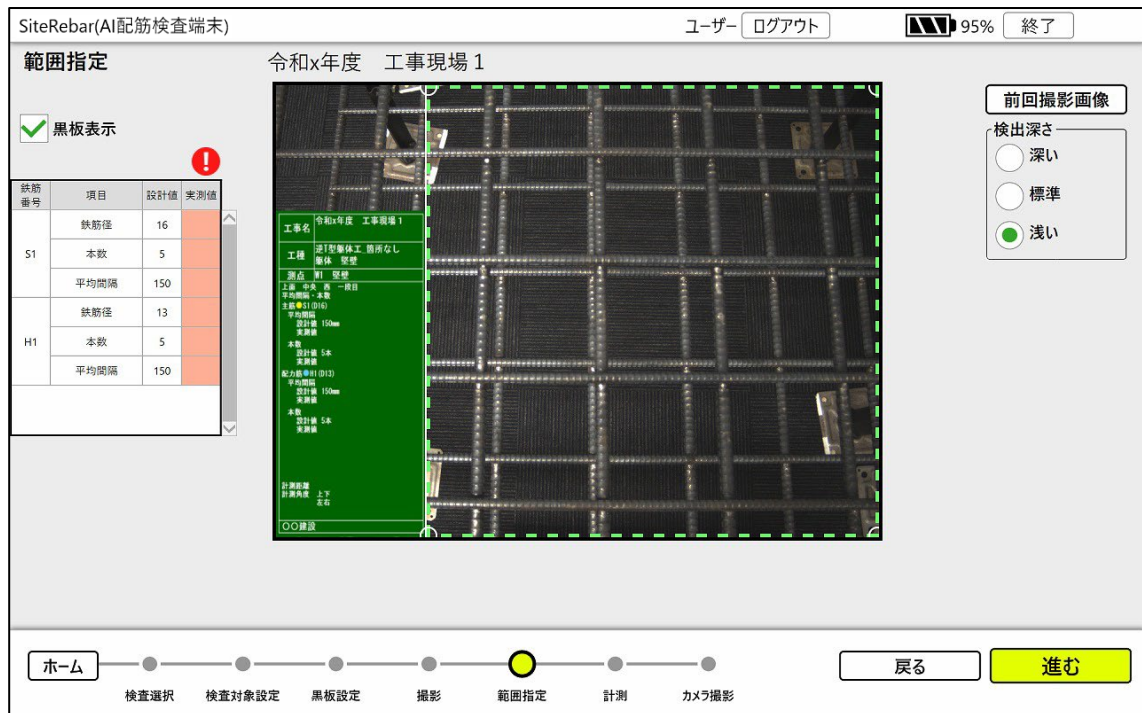 SiteRebar(AI配筋検査端末)
ユーザー ログアウト 95% 終了
範囲指定
令和x年度　工事現場1
黒板表示
前回撮影画像
検出深さ
深い
標準
浅い
鉄筋番号 項目 設計値 実測値
S1
鉄筋径 16
本数 5
平均間隔 150
H1
鉄筋径 13
本数 5
平均間隔 150
工事名 令和x年度　工事現場1
工種 逆T型躯体工_箇所なし
躯体　竪壁
測点 W1　竪壁
上面　中央　西　一段目
平均間隔・本数
主筋●S1(D16)
平均間隔
設計値 150mm
実測値
本数
設計値 5本
実測値
配力筋●H1(D13)
平均間隔
設計値 150mm
実測値
本数
設計値 5本
実測値
計測距離
計測角度 上下
左右
〇〇建設
ホーム
検査選択
検査対象設定
黒板設定
撮影
範囲指定
計測
カメラ撮影
戻る
進む